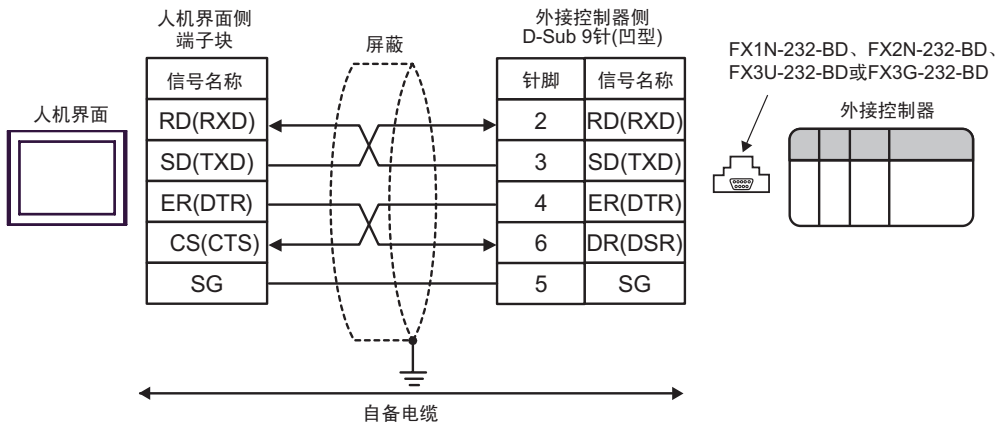 人机界面侧
端子块
屏蔽
外接控制器侧
D-Sub 9针(凹型)
FX1N-232-BD、FX2N-232-BD、
FX3U-232-BD或FX3G-232-BD
人机界面
外接控制器
信号名称
针脚 信号名称
RD(RXD) 2 RD(RXD)
SD(TXD) 3 SD(TXD)
ER(DTR) 4 ER(DTR)
CS(CTS) 6 DR(DSR)
SG 5 SG
自备电缆